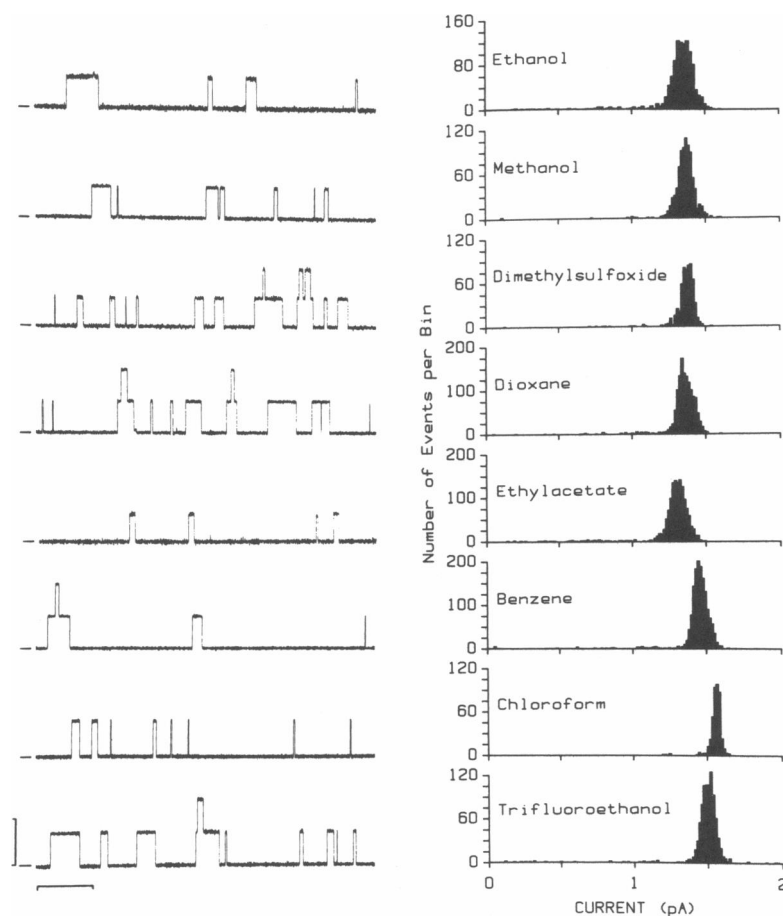 160
120
80
40
0
Ethanol
120
60
0
Methanol
120
60
0
Dimethylsulfoxide
200
100
0
Dioxane
200
100
0
Ethylacetate
200
100
0
Benzene
120
60
0
Chloroform
120
60
0
Trifluoroethanol
Number of Events per Bin
0
1
2
CURRENT (pA)